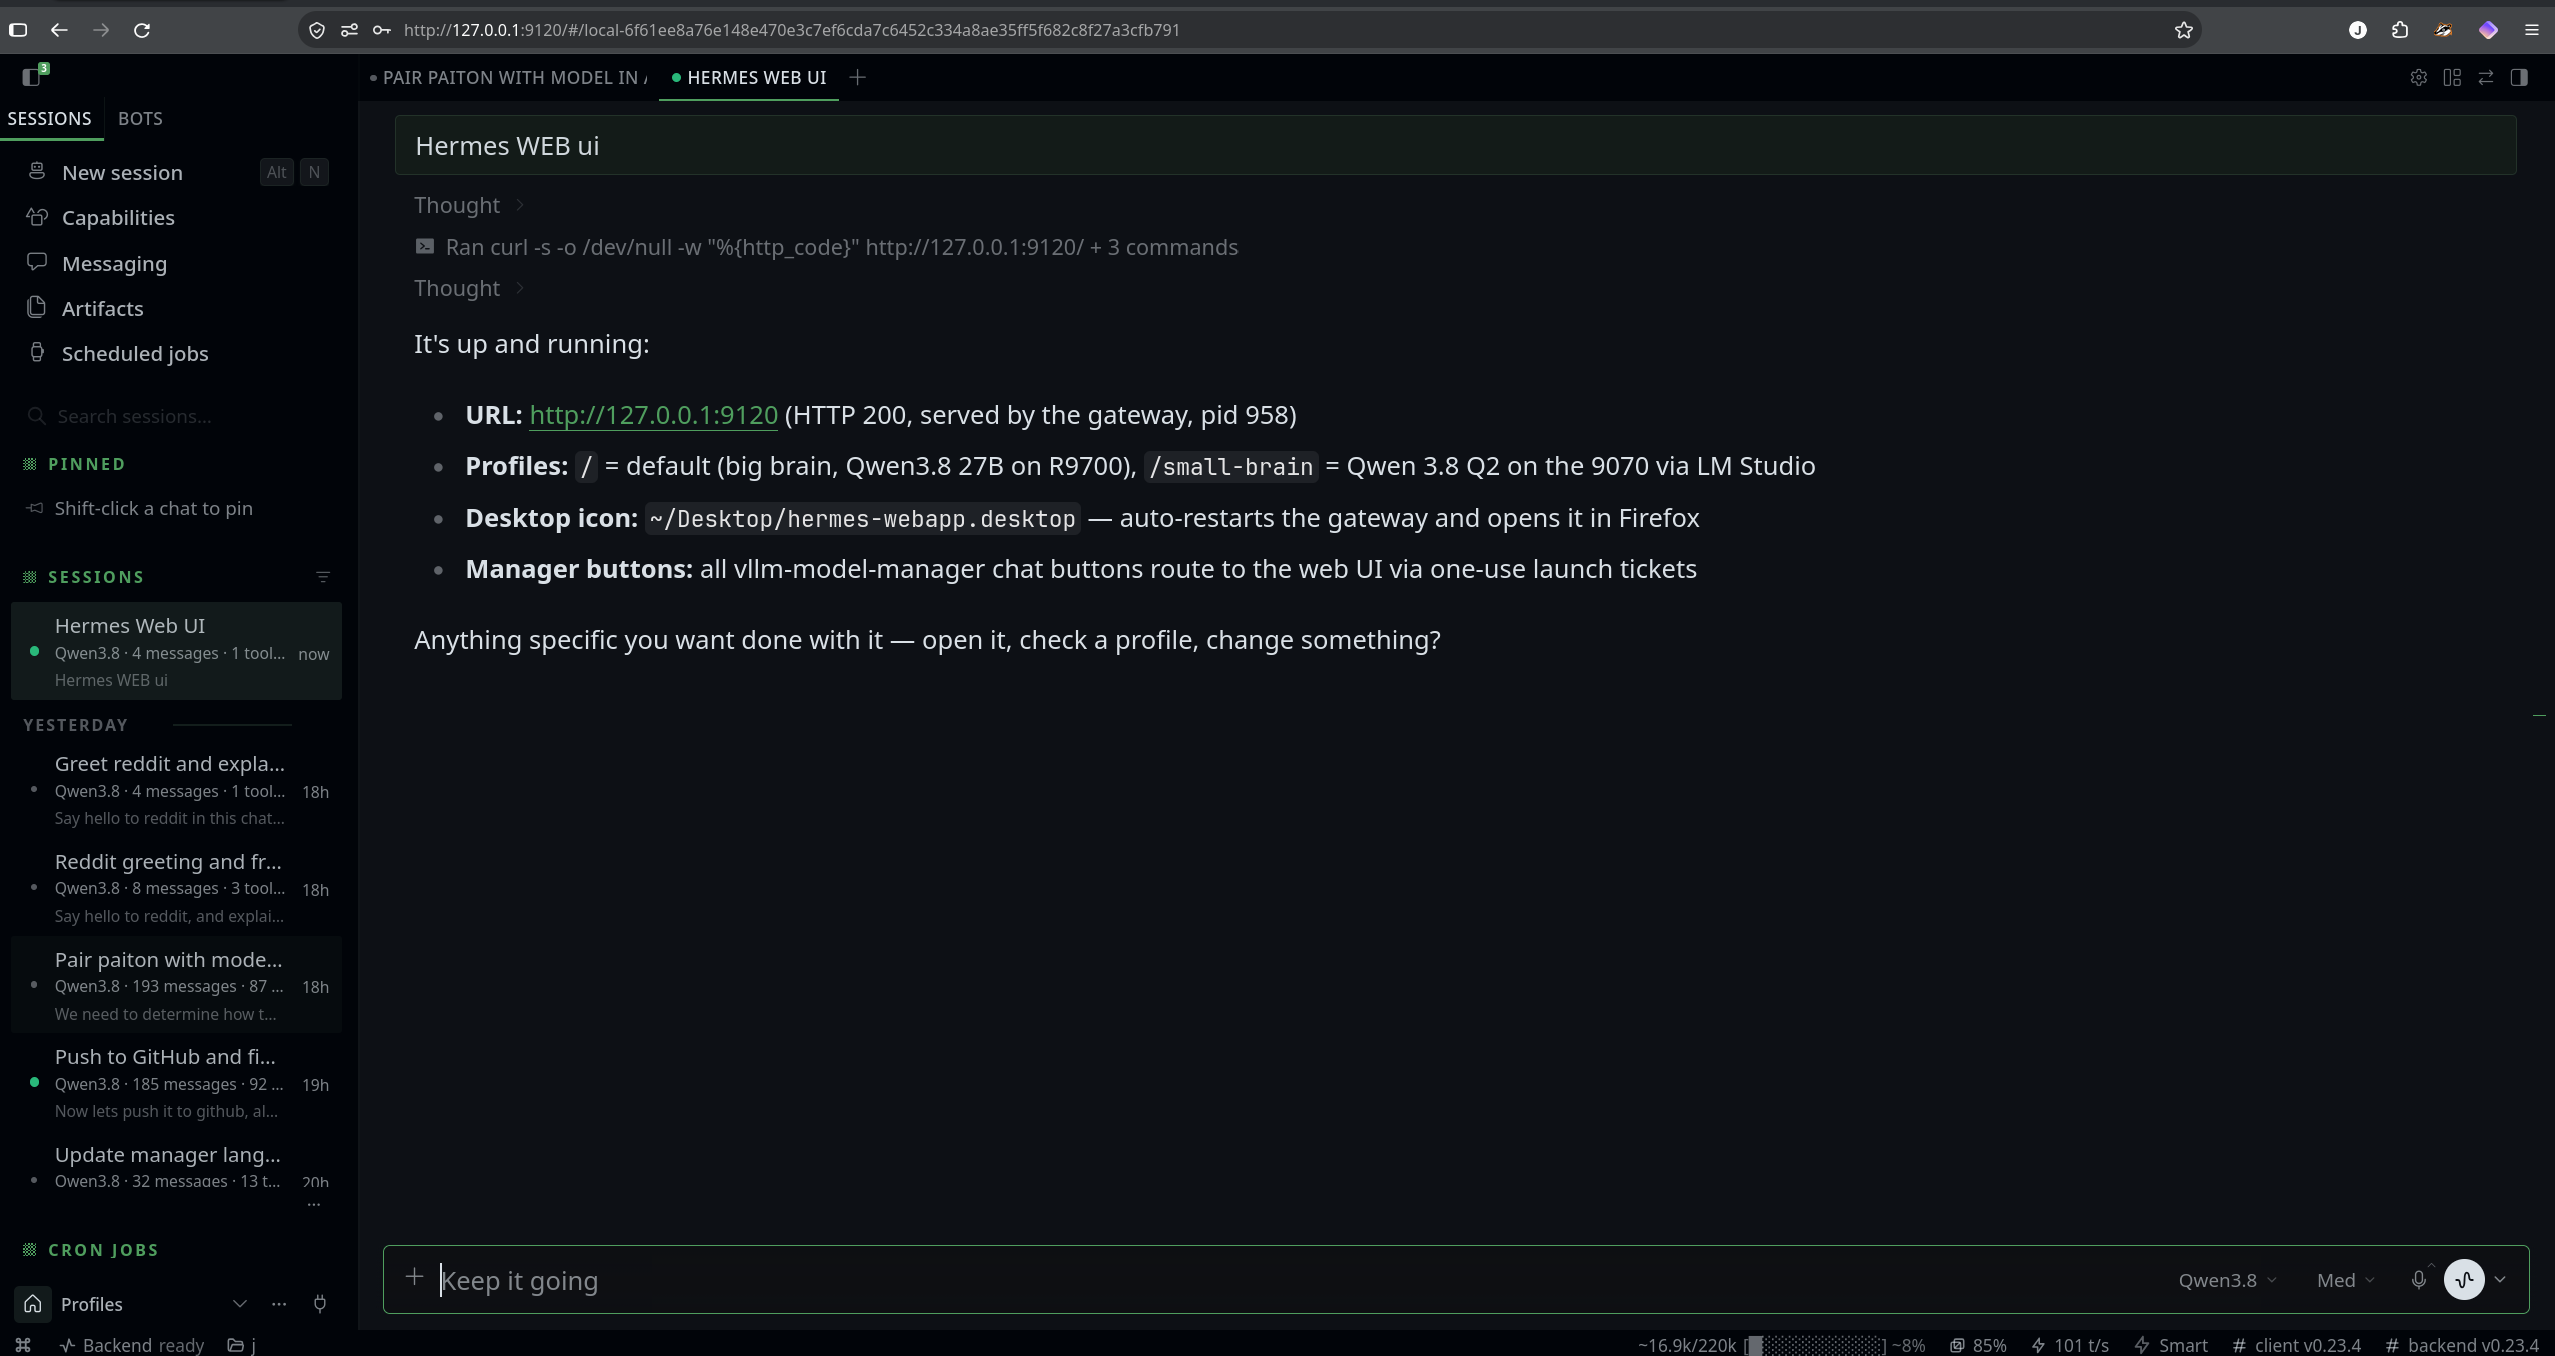 http://127.0.0.1:9120/#/local-6f61ee8a76e148e470e3c7ef6cda7c6452c334a8ae35ff5f682c8f27a3cfb791
J
3
PAIR PAITON WITH MODEL IN
HERMES WEB UI
SESSIONS
BOTS
New session
Alt N
Capabilities
Messaging
Artifacts
Scheduled jobs
Search sessions...
PINNED
Shift-click a chat to pin
SESSIONS
Hermes Web UI
Qwen3.8 · 4 messages · 1 tool... now
Hermes WEB ui
YESTERDAY
Greet reddit and expla...
Qwen3.8 · 4 messages · 1 tool... 18h
Say hello to reddit in this chat...
Reddit greeting and fr...
Qwen3.8 · 8 messages · 3 tool... 18h
Say hello to reddit, and explai...
Pair paiton with mode...
Qwen3.8 · 193 messages · 87 ... 18h
We need to determine how t...
Push to GitHub and fi...
Qwen3.8 · 185 messages · 92 ... 19h
Now lets push it to github, al...
Update manager lang...
Qwen3.8 · 32 messages · 13 t... 20h
...
CRON JOBS
Profiles
Hermes WEB ui
Thought
Ran curl -s -o /dev/null -w "%{http_code}" http://127.0.0.1:9120/ + 3 commands
Thought
It's up and running:
URL: http://127.0.0.1:9120 (HTTP 200, served by the gateway, pid 958)
Profiles: / = default (big brain, Qwen3.8 27B on R9700), /small-brain = Qwen 3.8 Q2 on the 9070 via LM Studio
Desktop icon: ~/Desktop/hermes-webapp.desktop — auto-restarts the gateway and opens it in Firefox
Manager buttons: all vllm-model-manager chat buttons route to the web UI via one-use launch tickets
Anything specific you want done with it — open it, check a profile, change something?
Keep it going
Qwen3.8
Med
Backend ready
j
~16.9k/220k [ ] ~8%
85%
101 t/s
Smart
# client v0.23.4
# backend v0.23.4